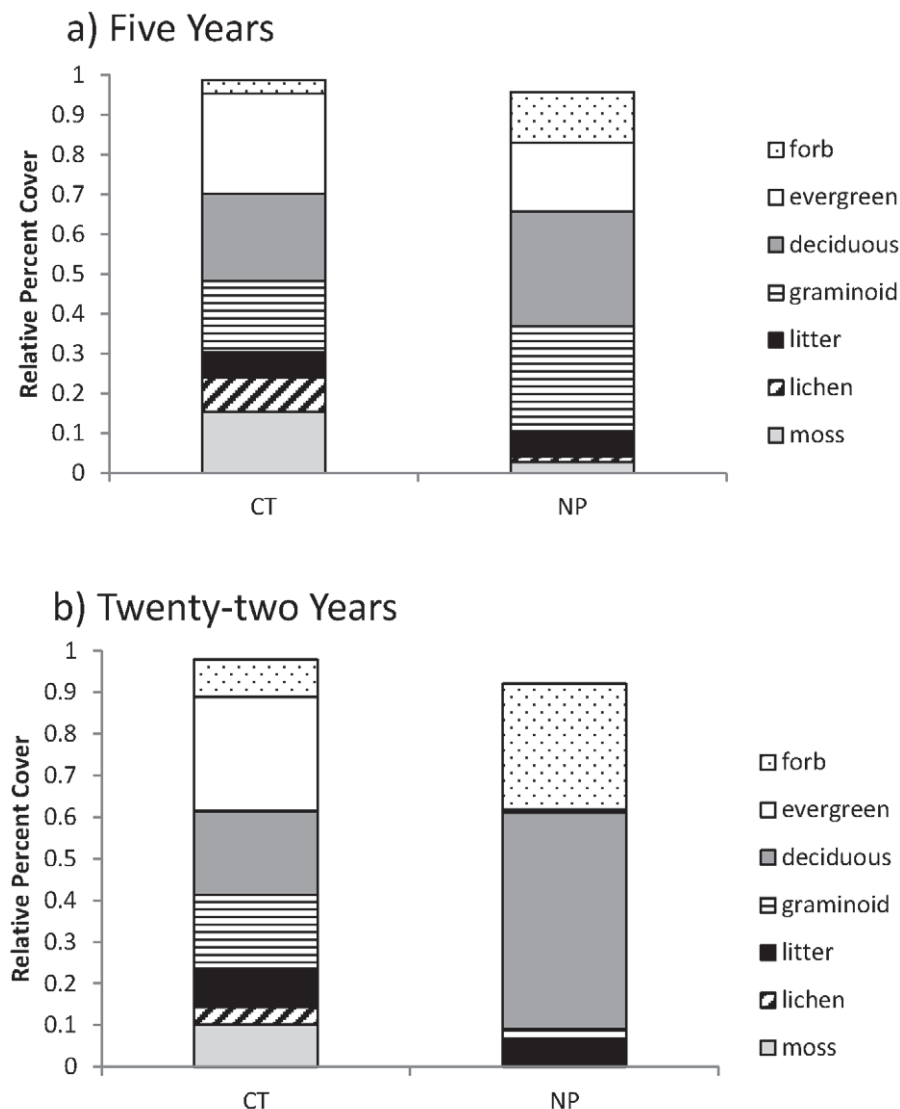 a) Five Years
Relative Percent Cover
1
0.9
0.8
0.7
0.6
0.5
0.4
0.3
0.2
0.1
0
CT
NP
forb
evergreen
deciduous
graminoid
litter
lichen
moss
b) Twenty-two Years
Relative Percent Cover
1
0.9
0.8
0.7
0.6
0.5
0.4
0.3
0.2
0.1
0
CT
NP
forb
evergreen
deciduous
graminoid
litter
lichen
moss